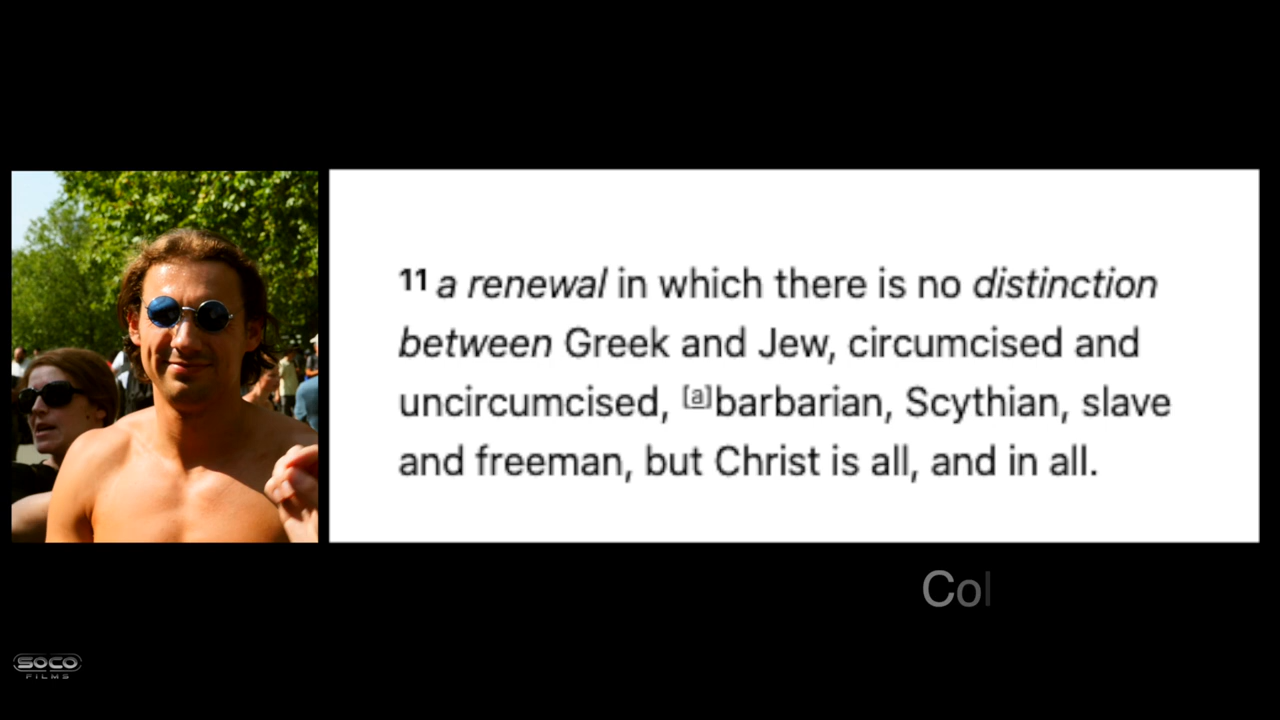 11 a renewal in which there is no distinction
between Greek and Jew, circumcised and
uncircumcised, [a]barbarian, Scythian, slave
and freeman, but Christ is all, and in all.
Col
SOCO
FILMS